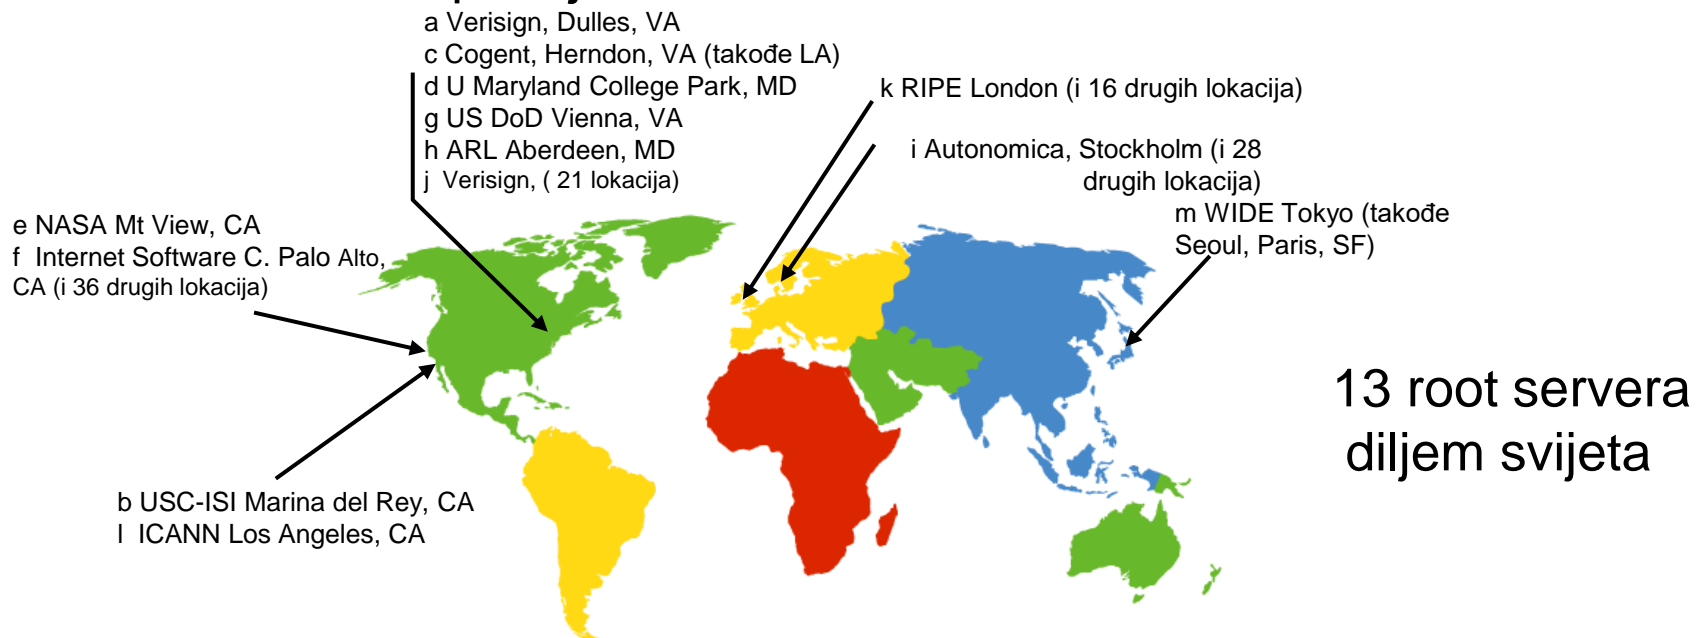 a Verisign, Dulles, VA
c Cogent, Herndon, VA (takođe LA)
d U Maryland College Park, MD
g US DoD Vienna, VA
h ARL Aberdeen, MD
j Verisign, ( 21 lokacija)
k RIPE London (i 16 drugih lokacija)
i Autonomica, Stockholm (i 28
drugih lokacija)
m WIDE Tokyo (takođe
Seoul, Paris, SF)
e NASA Mt View, CA
f Internet Software C. Palo Alto,
CA (i 36 drugih lokacija)
13 root servera
diljem svijeta
b USC-ISI Marina del Rey, CA
l ICANN Los Angeles, CA